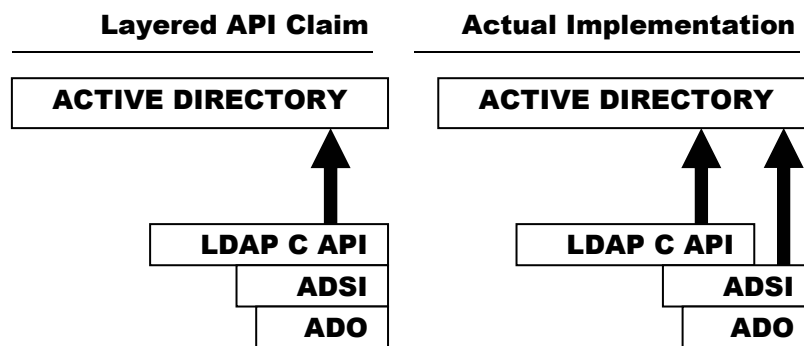 Layered API Claim
Actual Implementation
ACTIVE DIRECTORY
ACTIVE DIRECTORY
LDAP C API
LDAP C API
ADSI
ADSI
ADO
ADO